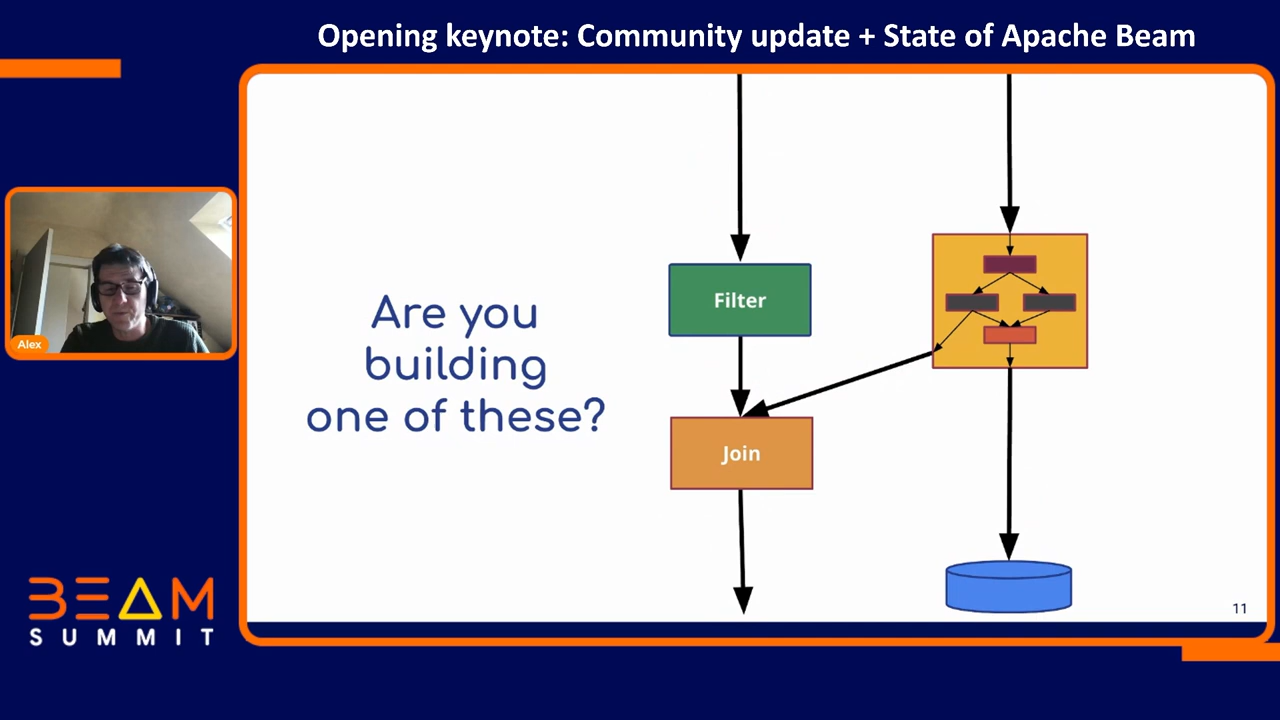 Opening keynote: Community update + State of Apache Beam
Alex
Are you
building
one of these?
Filter
Join
11
BEAM
SUMMIT